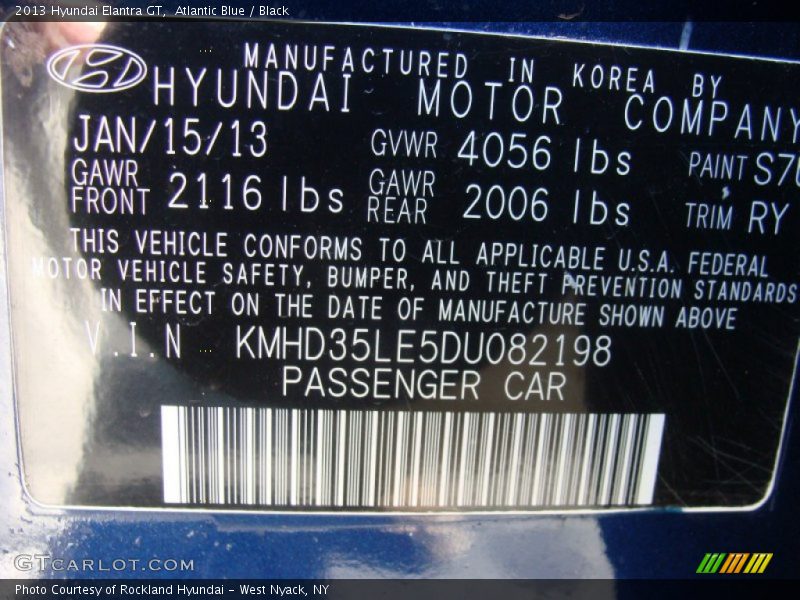 2013 Hyundai Elantra GT, Atlantic Blue / Black
MANUFACTURED IN KOREA BY
HYUNDAI MOTOR COMPANY
JAN/15/13 GVWR 4056 lbs PAINT
GAWR FRONT 2116 lbs GAWR REAR 2006 lbs TRIM RY
THIS VEHICLE CONFORMS TO ALL APPLICABLE U.S.A. FEDERAL
MOTOR VEHICLE SAFETY, BUMPER, AND THEFT PREVENTION STANDARDS
IN EFFECT ON THE DATE OF MANUFACTURE SHOWN ABOVE
V.I.N KMHD35LE5DU082198
PASSENGER CAR
GTCARLOT.COM
Photo Courtesy of Rockland Hyundai - West Nyack, NY